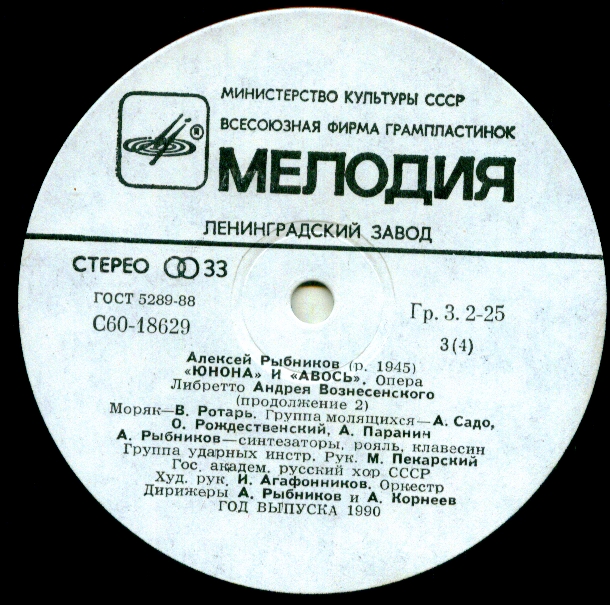 МИНИСТЕРСТВО КУЛЬТУРЫ СССР
ВСЕСОЮЗНАЯ ФИРМА ГРАМПЛАСТИНОК
®
МЕЛОДИЯ
ЛЕНИНГРАДСКИЙ ЗАВОД
СТЕРЕО 33
ГОСТ 5289-88
С60-18629
Гр. 3. 2-25
3(4)
Алексей Рыбников (р. 1945)
«ЮНОНА» И «АВОСЬ». Опера
Либретто Андрея Вознесенского
(продолжение 2)
Моряк—В. Ротарь. Группа молящихся—А. Садо,
О. Рождественский, А. Паранич
А. Рыбников—синтезаторы, рояль, клавесин
Группа ударных инстр. Рук. М. Пекарский
Гос. академ. русский хор СССР
Худ. рук. И. Агафонников. Оркестр
Дирижеры А. Рыбников и А. Корнеев
ГОД ВЫПУСКА 1990